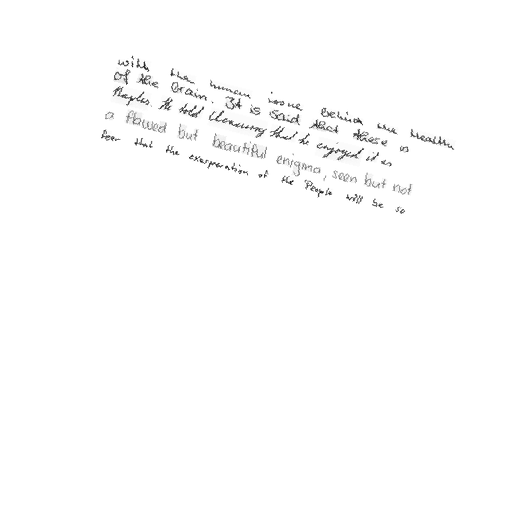 with the human issue behind the health
of the Brain. It is said that there is
Naples. He told Chancery that he enjoyed it as
a flawed but beautiful enigma, seen but not
fear that the exasperation of the People will be so